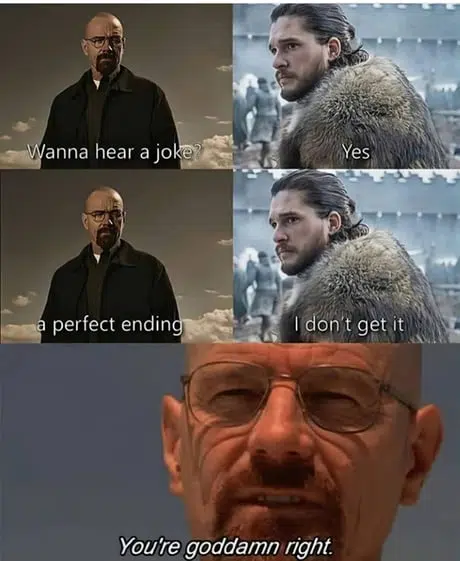 Wanna hear a joke?
Yes
a perfect ending
I don't get it
You're goddamn right.